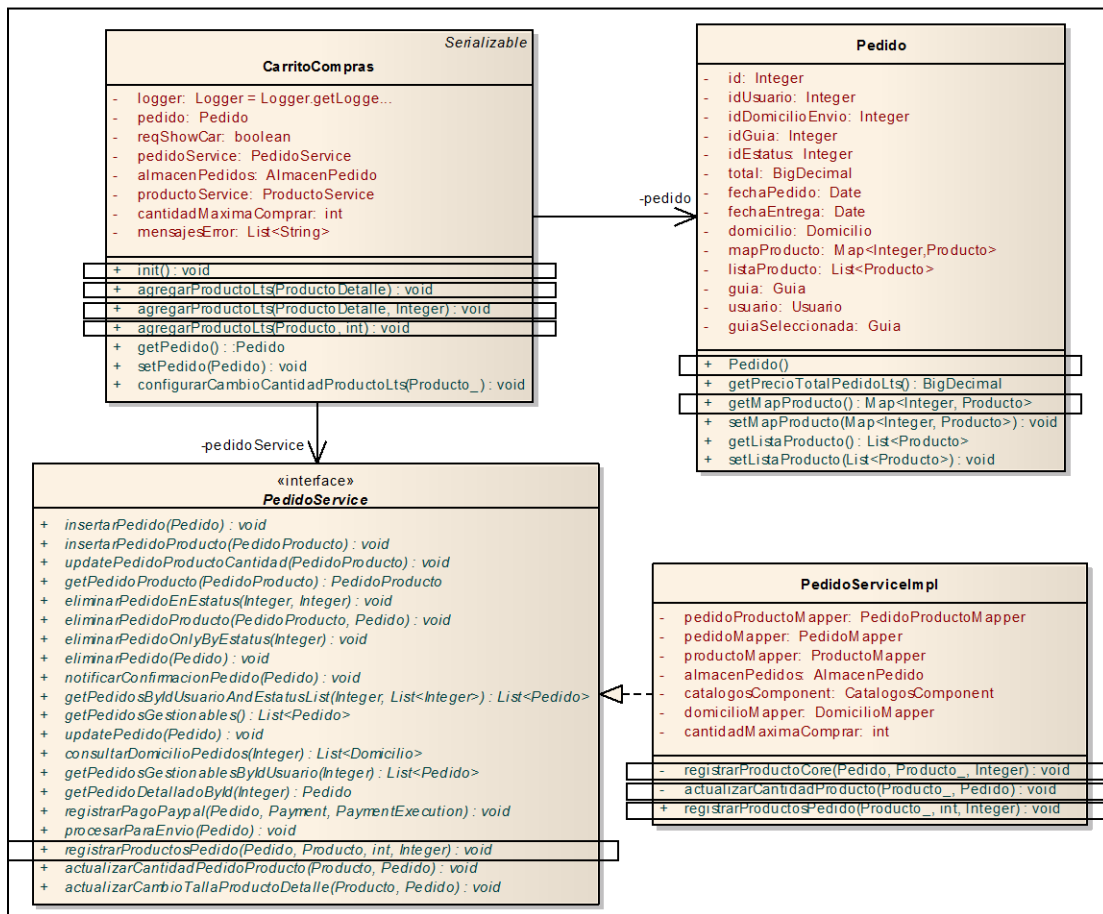 Serializable
CarritoCompras
- logger: Logger = Logger.getLogge...
- pedido: Pedido
- reqShowCar: boolean
- pedidoService: PedidoService
- almacenPedidos: AlmacenPedido
- productoService: ProductoService
- cantidadMaximaComprar: int
- mensajesError: List<String>
+ init() : void
+ agregarProductoLts(ProductoDetalle) : void
+ agregarProductoLts(ProductoDetalle, Integer) : void
+ agregarProductoLts(Producto, int) : void
+ getPedido() : :Pedido
+ setPedido(Pedido) : void
+ configurarCambioCantidadProductoLts(Producto_) : void
-pedido
Pedido
- id: Integer
- idUsuario: Integer
- idDomicilioEnvio: Integer
- idGuia: Integer
- idEstatus: Integer
- total: BigDecimal
- fechaPedido: Date
- fechaEntrega: Date
- domicilio: Domicilio
- mapProducto: Map<Integer,Producto>
- listaProducto: List<Producto>
- guia: Guia
- usuario: Usuario
- guiaSeleccionada: Guia
+ Pedido()
+ getPrecioTotalPedidoLts() : BigDecimal
+ getMapProducto() : Map<Integer, Producto>
+ setMapProducto(Map<Integer, Producto>) : void
+ getListaProducto() : List<Producto>
+ setListaProducto(List<Producto>) : void
-pedidoService
«interface»
PedidoService
+ insertarPedido(Pedido) : void
+ insertarPedidoProducto(PedidoProducto) : void
+ updatePedidoProductoCantidad(PedidoProducto) : void
+ getPedidoProducto(PedidoProducto) : PedidoProducto
+ eliminarPedidoEnEstatus(Integer, Integer) : void
+ eliminarPedidoProducto(PedidoProducto, Pedido) : void
+ eliminarPedidoOnlyByEstatus(Integer) : void
+ eliminarPedido(Pedido) : void
+ notificarConfirmacionPedido(Pedido) : void
+ getPedidosByIdUsuarioAndEstatusList(Integer, List<Integer>) : List<Pedido>
+ getPedidosGestionables() : List<Pedido>
+ updatePedido(Pedido) : void
+ consultarDomicilioPedidos(Integer) : List<Domicilio>
+ getPedidosGestionablesByIdUsuario(Integer) : List<Pedido>
+ getPedidoDetalladoById(Integer) : Pedido
+ registrarPagoPaypal(Pedido, Payment, PaymentExecution) : void
+ procesarParaEnvio(Pedido) : void
+ registrarProductosPedido(Pedido, Producto, int, Integer) : void
+ actualizarCantidadPedidoProducto(Producto, Pedido) : void
+ actualizarCambioTallaProductoDetalle(Producto, Pedido) : void
PedidoServiceImpl
- pedidoProductoMapper: PedidoProductoMapper
- pedidoMapper: PedidoMapper
- productoMapper: ProductoMapper
- almacenPedidos: AlmacenPedido
- catalogosComponent: CatalogosComponent
- domicilioMapper: DomicilioMapper
- cantidadMaximaComprar: int
- registrarProductoCore(Pedido, Producto_, Integer) : void
- actualizarCantidadProducto(Producto_, Pedido) : void
+ registrarProductosPedido(Producto_, int, Integer) : void